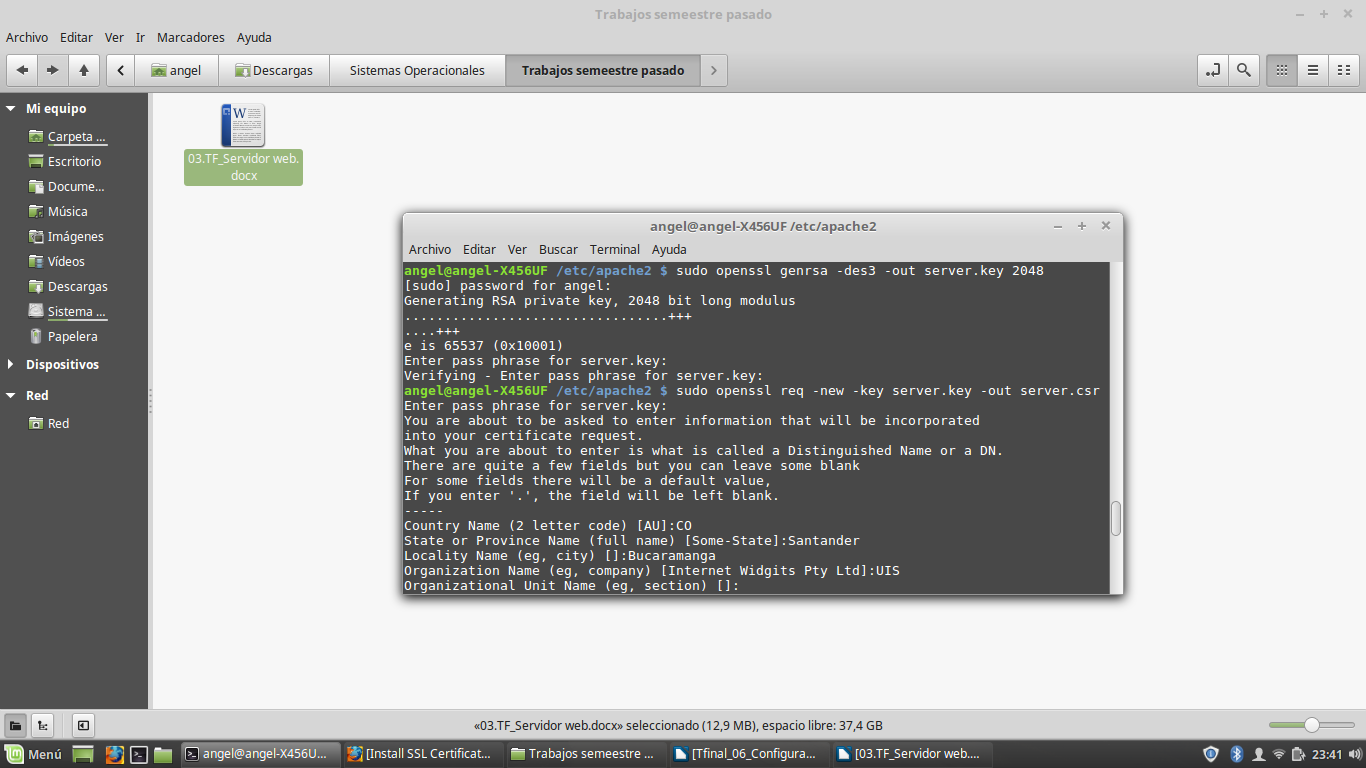 Trabajos semeestre pasado
Archivo Editar Ver Ir Marcadores Ayuda
angel Descargas Sistemas Operacionales Trabajos semeestre pasado
Mi equipo
Carpeta ...
Escritorio
Docume...
Música
Imágenes
Vídeos
Descargas
Sistema ...
Papelera
Dispositivos
Red
Red
W
03.TF_Servidor web.
docx
angel@angel-X456UF /etc/apache2
Archivo Editar Ver Buscar Terminal Ayuda
angel@angel-X456UF /etc/apache2 $ sudo openssl genrsa -des3 -out server.key 2048
[sudo] password for angel:
Generating RSA private key, 2048 bit long modulus
.................................+++
....+++
e is 65537 (0x10001)
Enter pass phrase for server.key:
Verifying - Enter pass phrase for server.key:
angel@angel-X456UF /etc/apache2 $ sudo openssl req -new -key server.key -out server.csr
Enter pass phrase for server.key:
You are about to be asked to enter information that will be incorporated
into your certificate request.
What you are about to enter is what is called a Distinguished Name or a DN.
There are quite a few fields but you can leave some blank
For some fields there will be a default value,
If you enter '.', the field will be left blank.
-----
Country Name (2 letter code) [AU]:CO
State or Province Name (full name) [Some-State]:Santander
Locality Name (eg, city) []:Bucaramanga
Organization Name (eg, company) [Internet Widgits Pty Ltd]:UIS
Organizational Unit Name (eg, section) []:
«03.TF_Servidor web.docx» seleccionado (12,9 MB), espacio libre: 37,4 GB
Menú angel@angel-X456U... [Install SSL Certificat... Trabajos semeestre ... [Tfinal_06_Configura... [03.TF_Servidor web.... 23:41